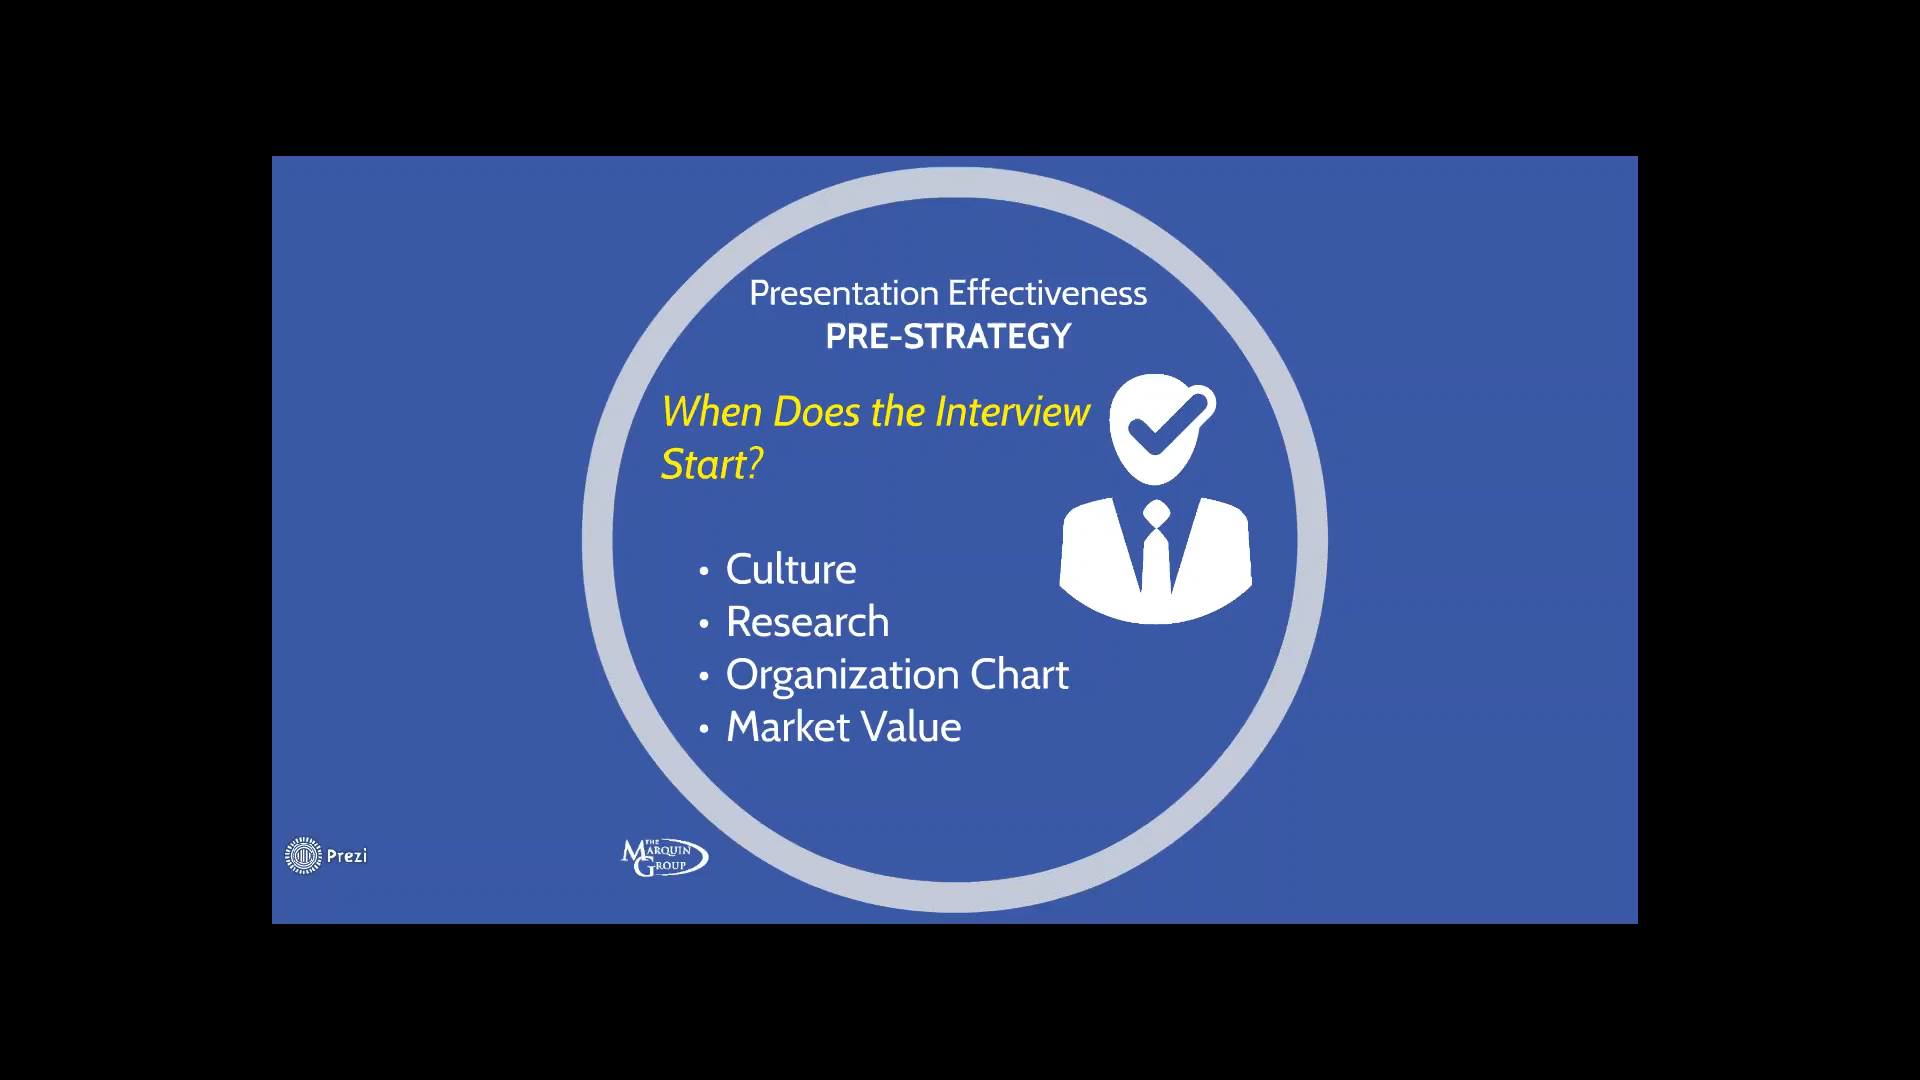 Presentation Effectiveness
PRE-STRATEGY
When Does the Interview
Start?
• Culture
• Research
• Organization Chart
• Market Value
Prezi
THE
MARQUIN
GROUP